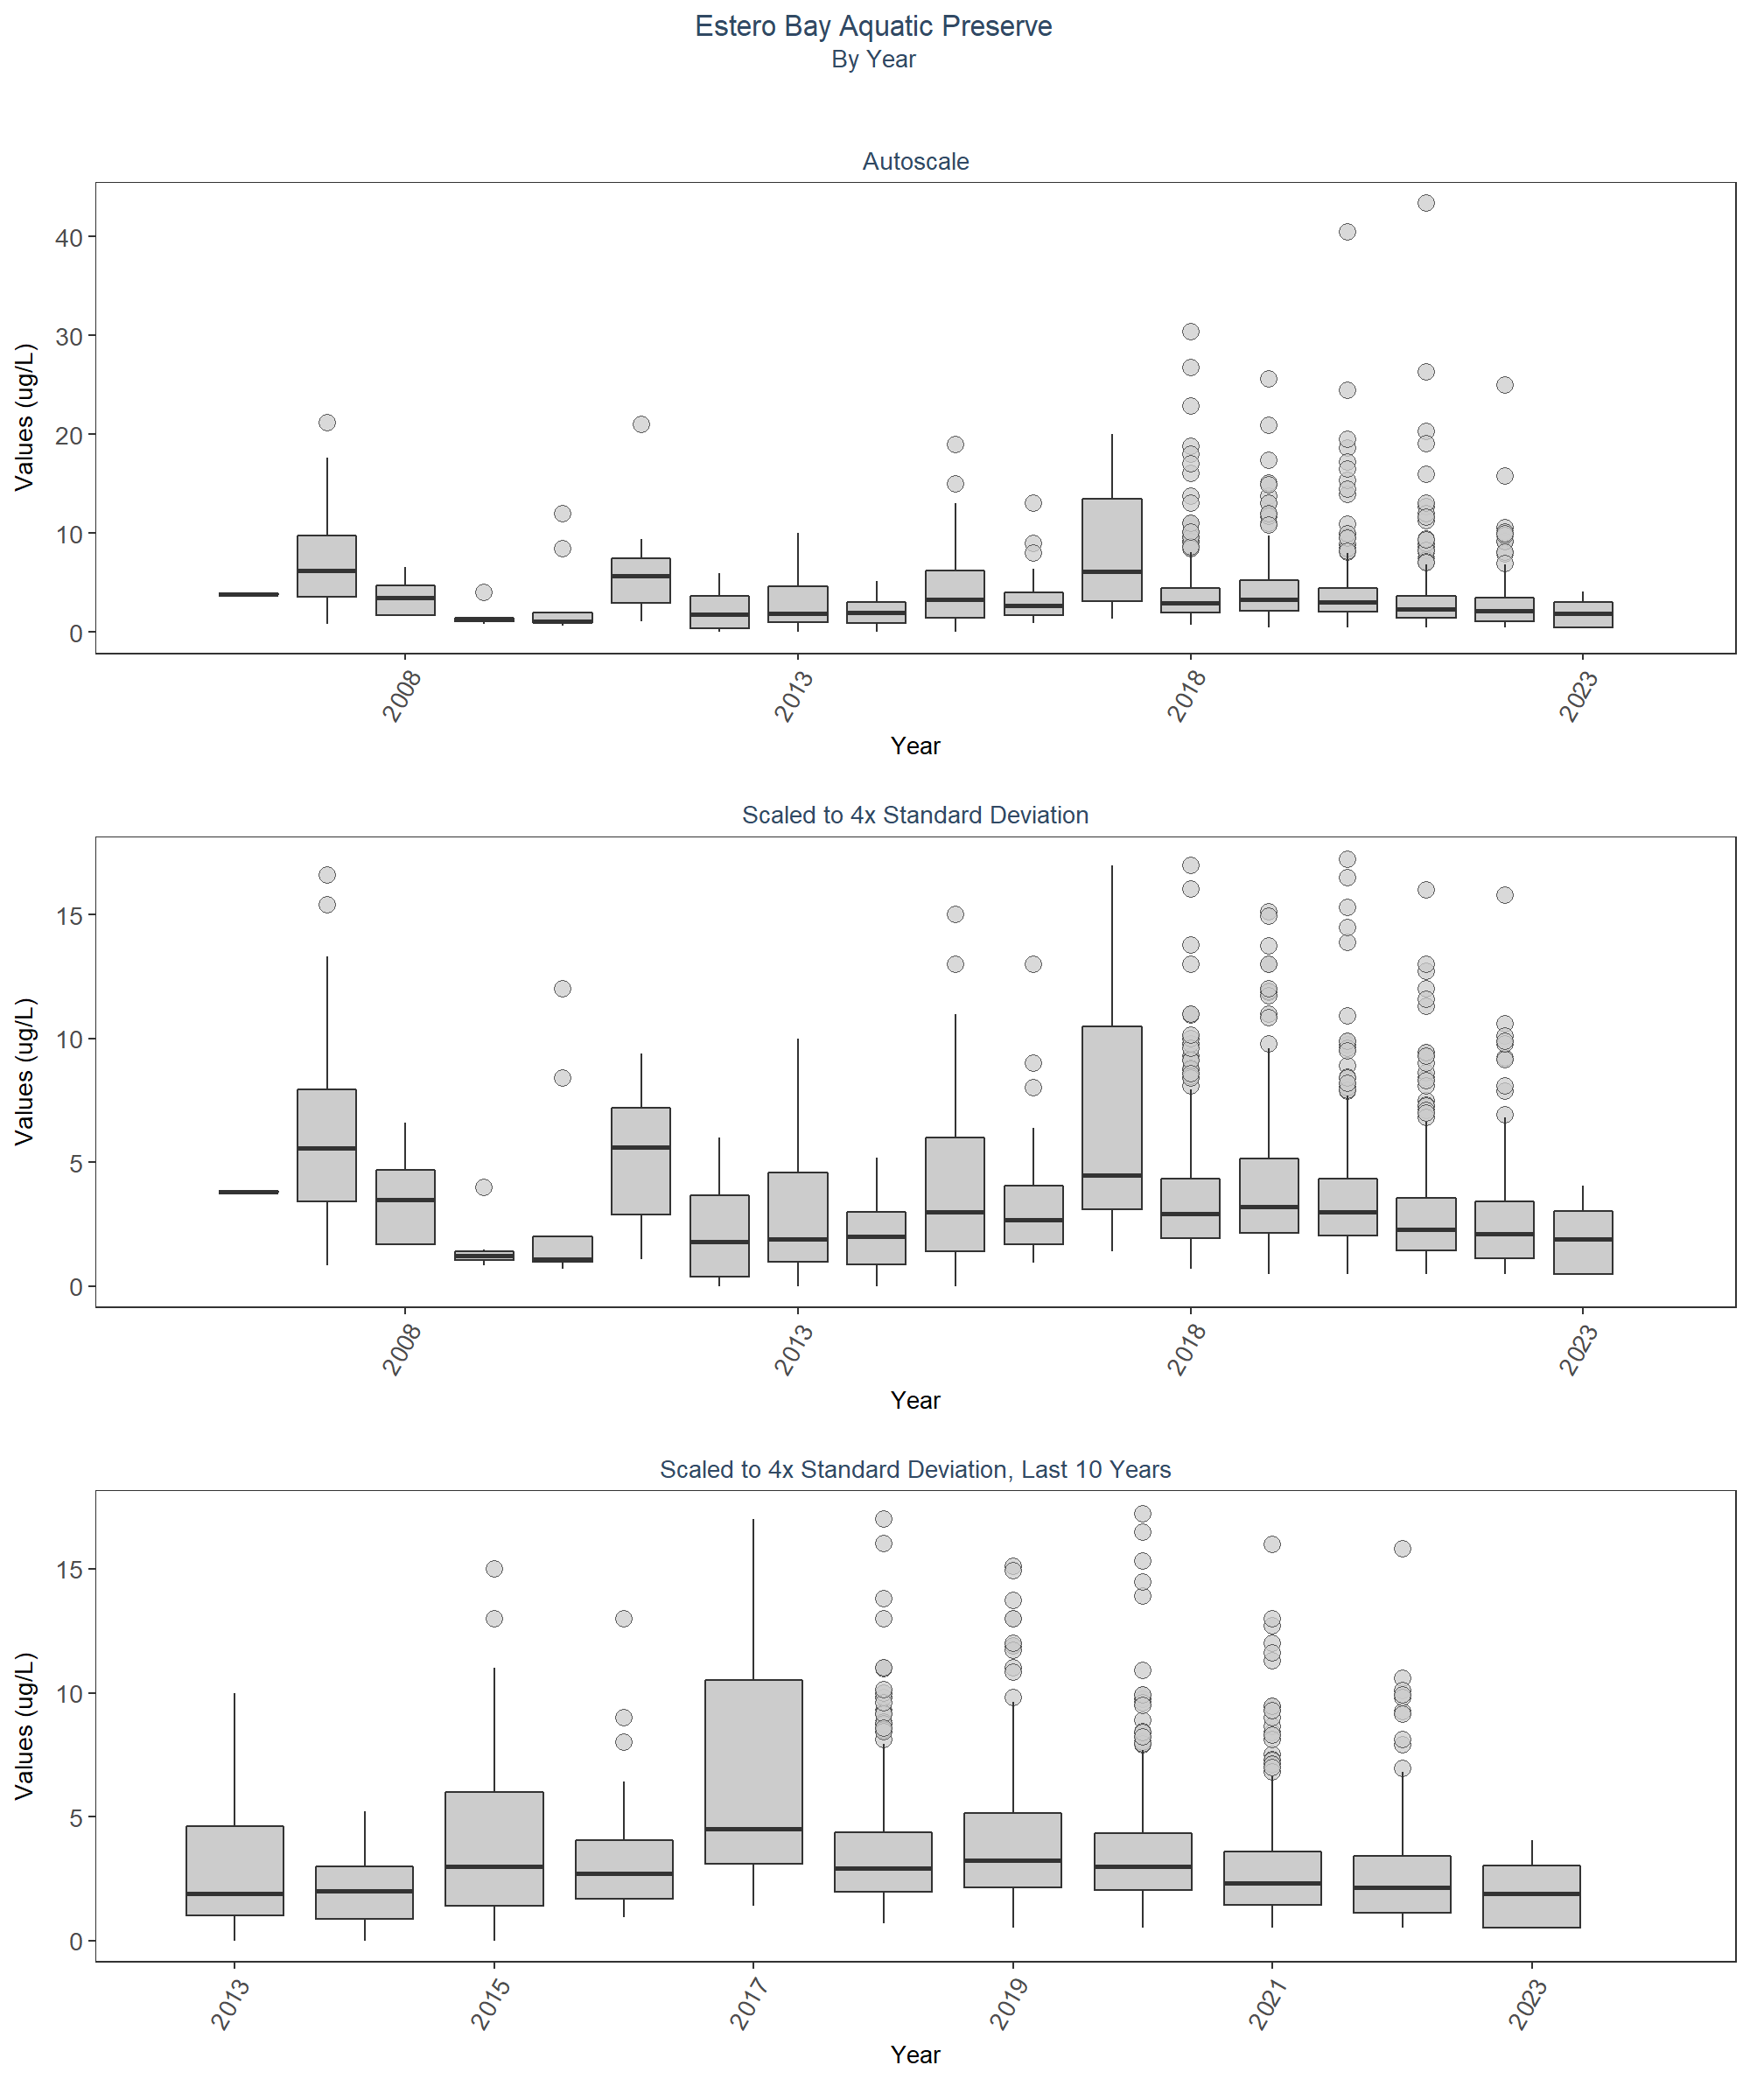 Estero Bay Aquatic Preserve
By Year
Autoscale
Values (ug/L)
40
30
20
10
0
2008
2013
2018
2023
Year
Scaled to 4x Standard Deviation
Values (ug/L)
15
10
5
0
2008
2013
2018
2023
Year
Scaled to 4x Standard Deviation, Last 10 Years
Values (ug/L)
15
10
5
0
2013
2015
2017
2019
2021
2023
Year